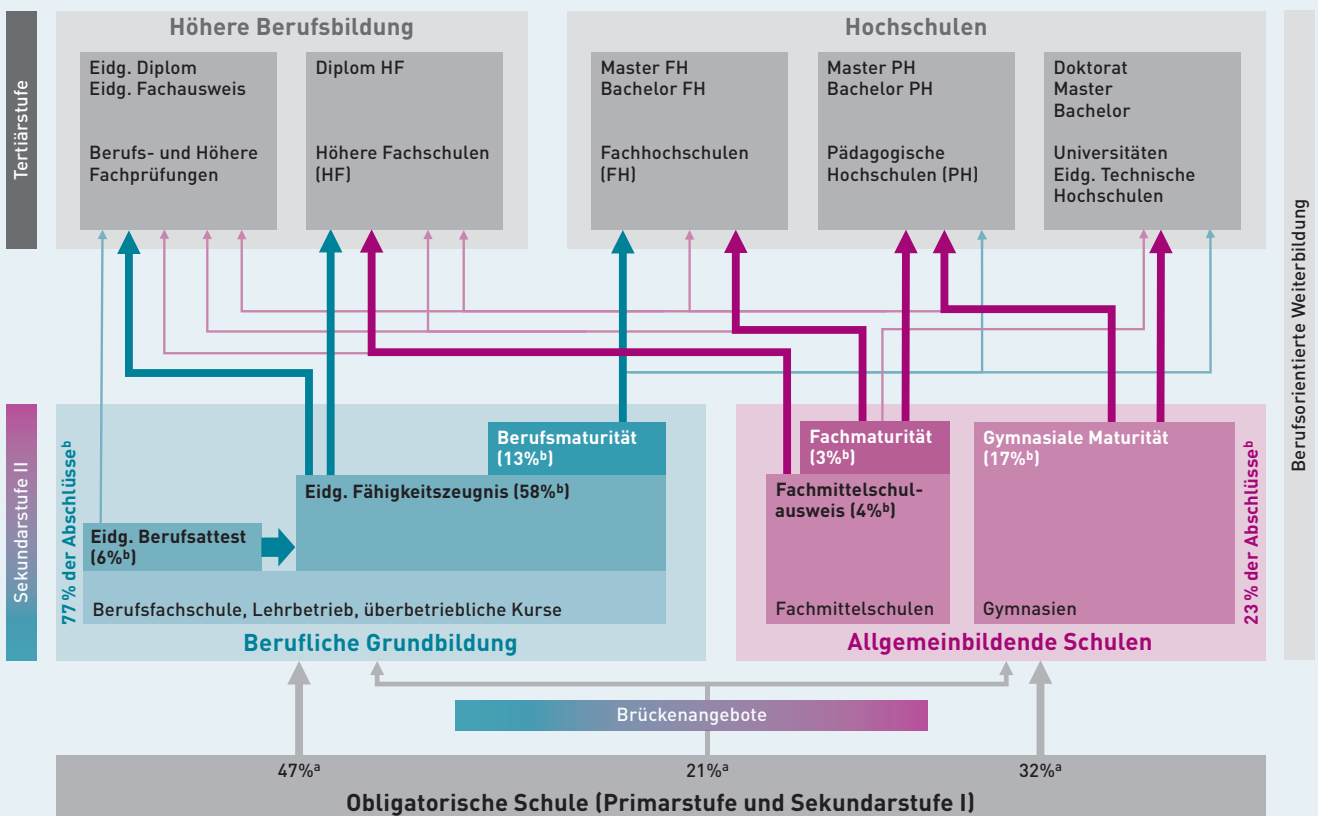 Höhere Berufsbildung
Hochschulen
Tertiärstufe
Eidg. Diplom
Eidg. Fachausweis
Berufs- und Höhere
Fachprüfungen
Diplom HF
Höhere Fachschulen
(HF)
Master FH
Bachelor FH
Fachhochschulen
(FH)
Master PH
Bachelor PH
Pädagogische
Hochschulen (PH)
Doktorat
Master
Bachelor
Universitäten
Eidg. Technische
Hochschulen
Berufsorientierte Weiterbildung
Sekundarstufe II
77 % der Abschlüsseᵇ
Berufsmaturität
(13%ᵇ)
Eidg. Fähigkeitszeugnis (58%ᵇ)
Eidg. Berufsattest
(6%ᵇ)
Berufsfachschule, Lehrbetrieb, überbetriebliche Kurse
Berufliche Grundbildung
Fachmaturität
(3%ᵇ)
Fachmittelschul-
ausweis (4%ᵇ)
Fachmittelschulen
Gymnasiale Maturität
(17%ᵇ)
Gymnasien
23 % der Abschlüsseᵇ
Allgemeinbildende Schulen
Brückenangebote
47%ᵃ
21%ᵃ
32%ᵃ
Obligatorische Schule (Primarstufe und Sekundarstufe I)